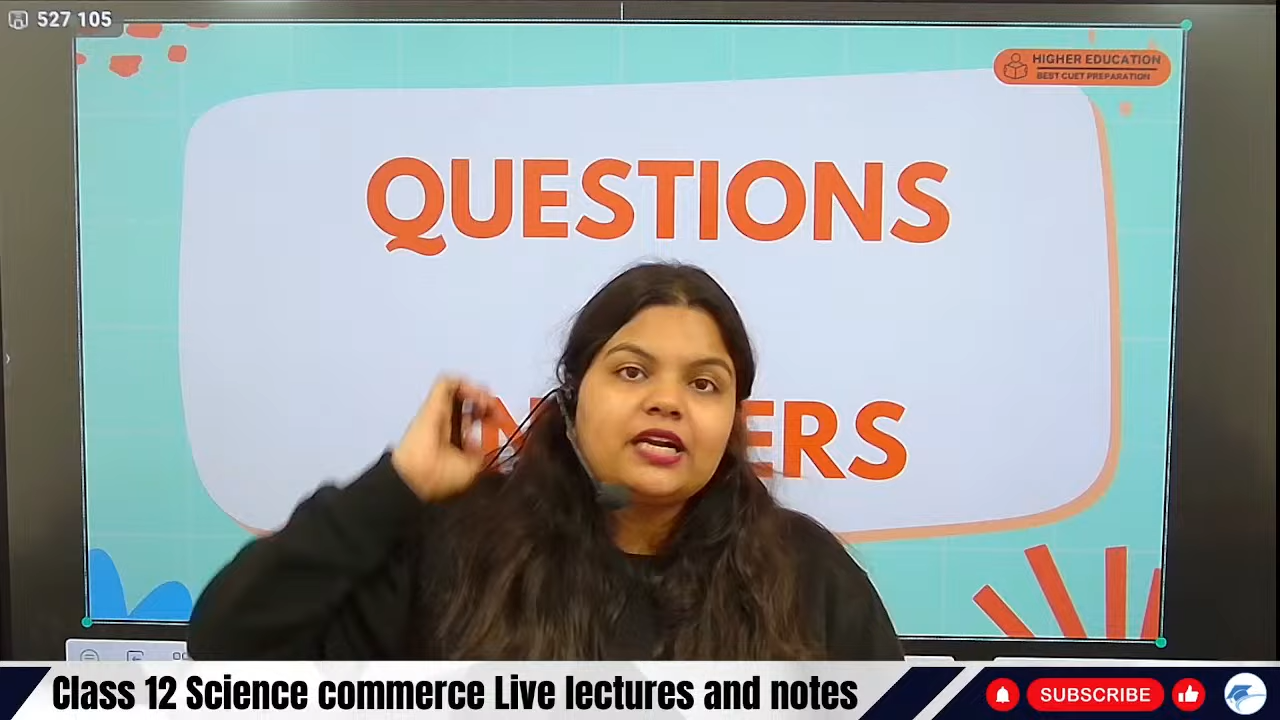 527 105
HIGHER EDUCATION
BEST CUET PREPARATION
QUESTIONS
Class 12 Science commerce Live lectures and notes
SUBSCRIBE